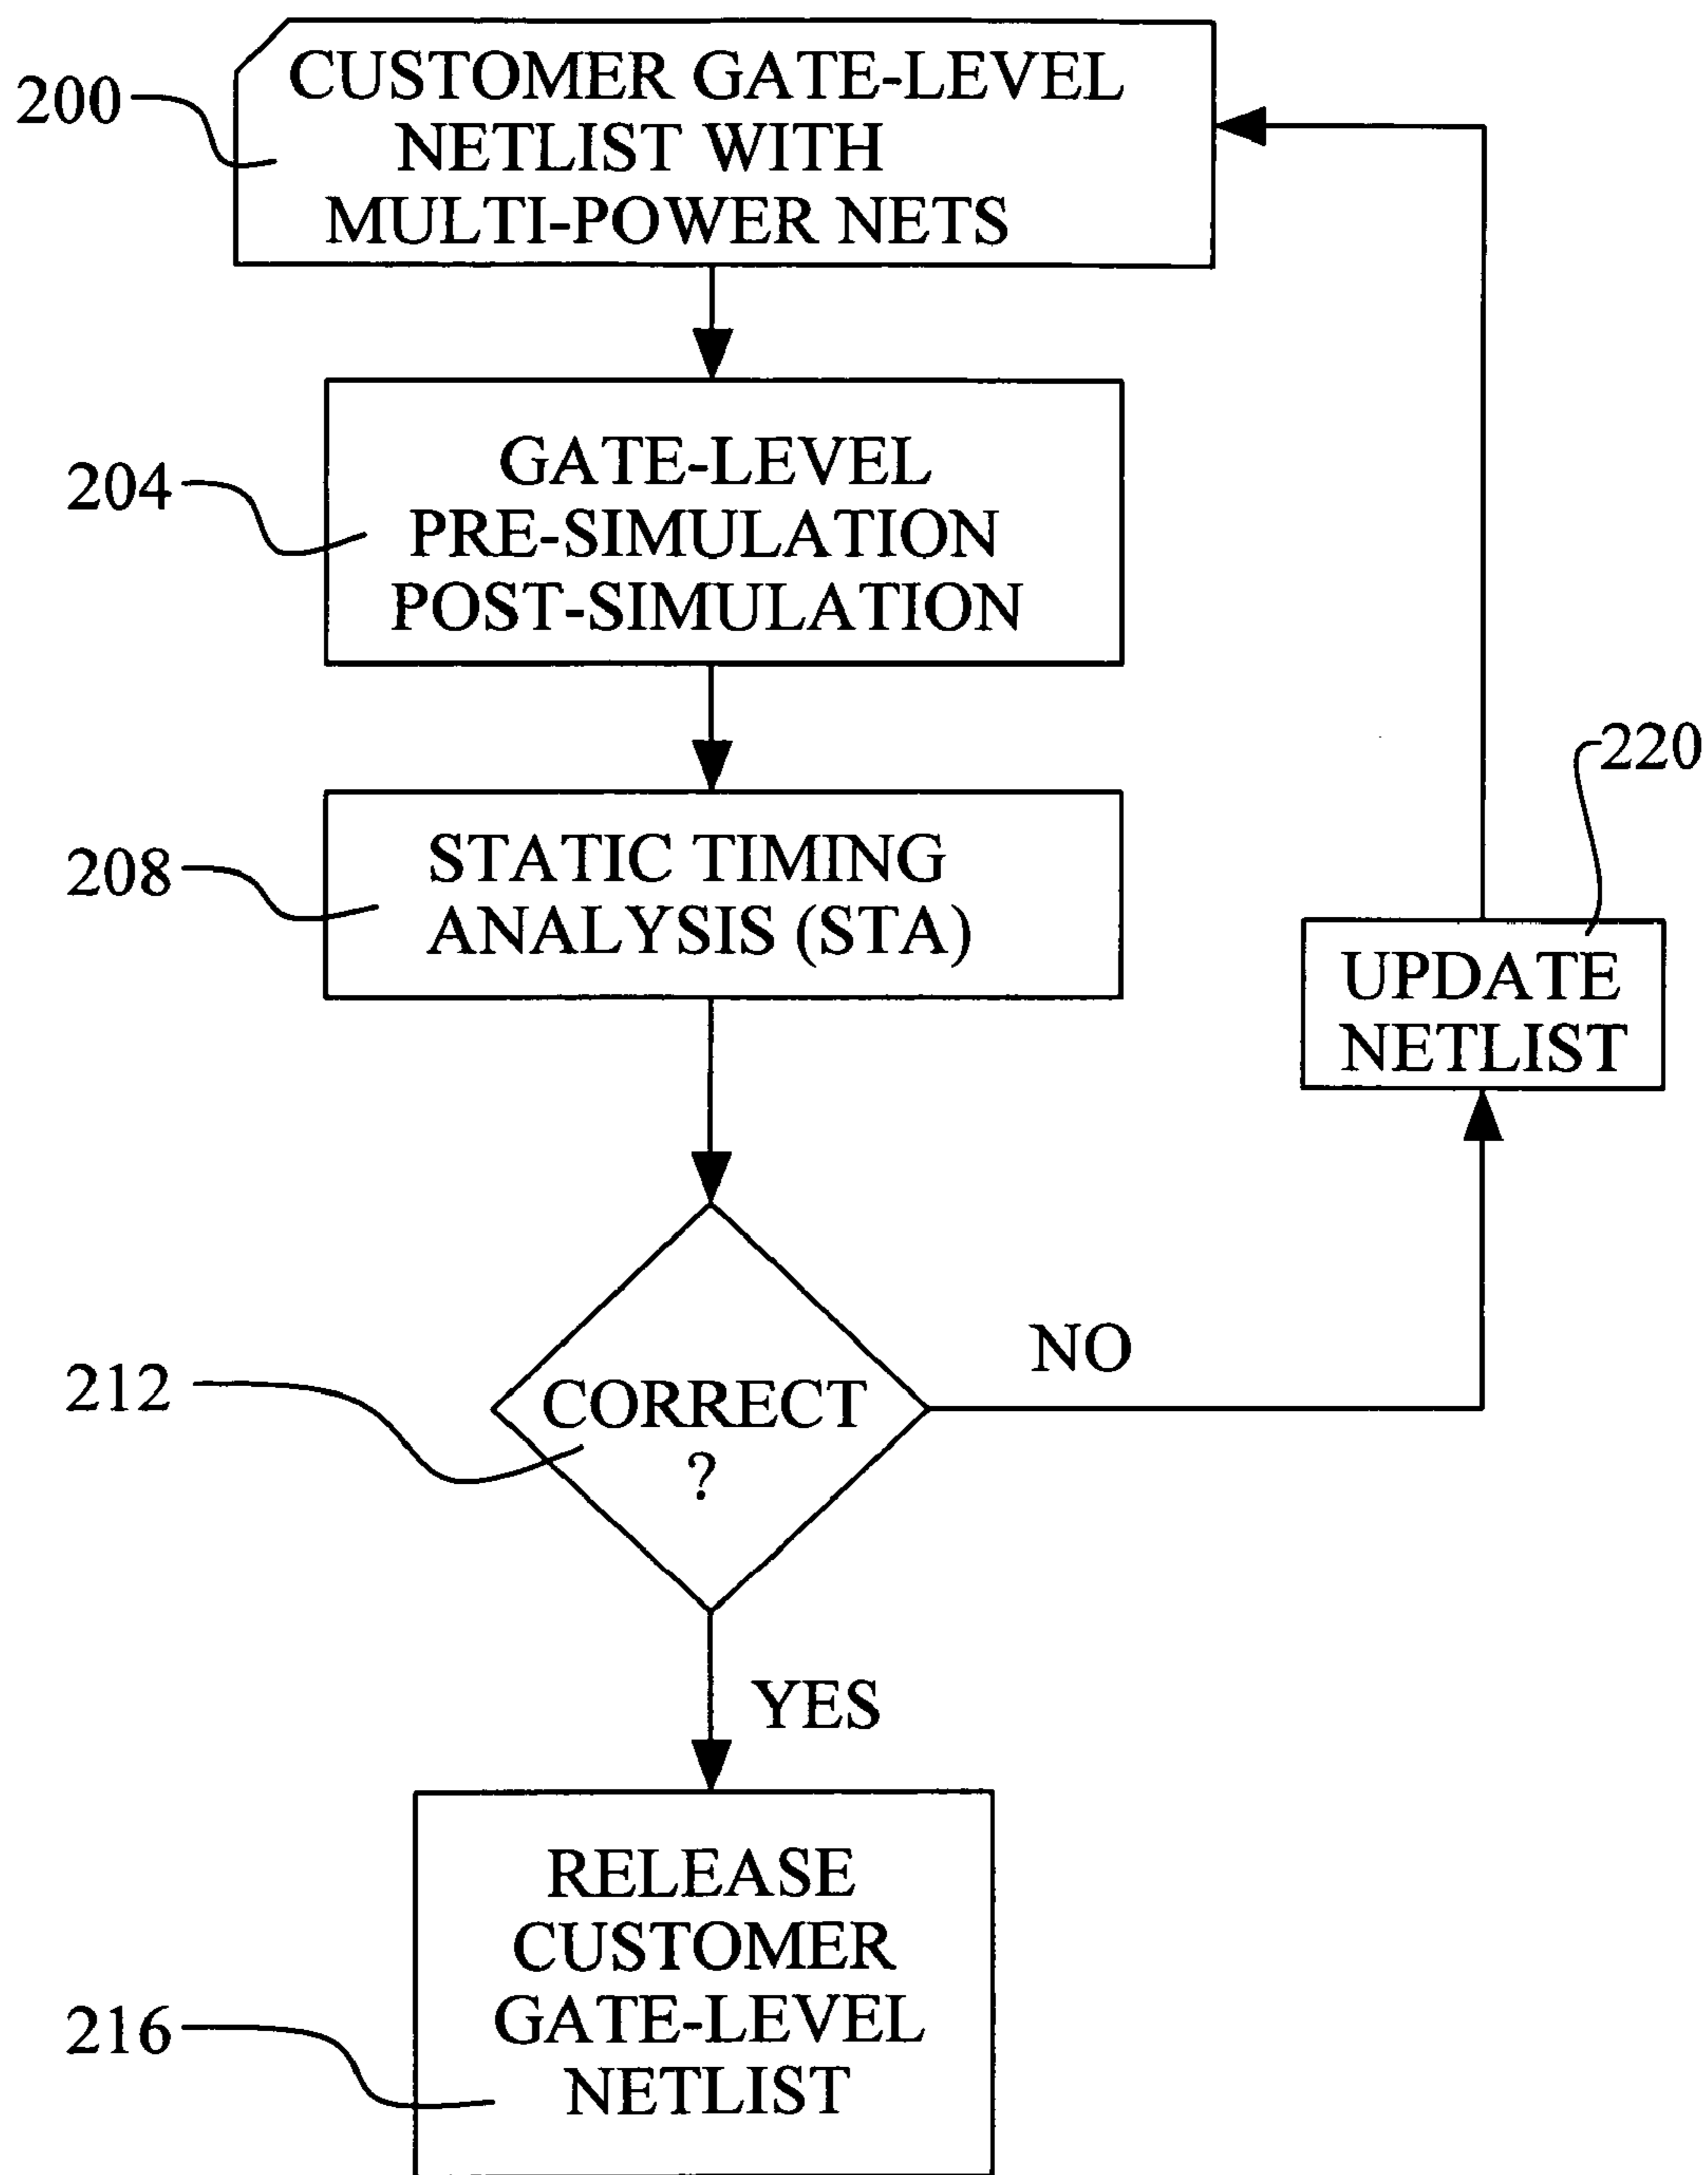 200
CUSTOMER GATE-LEVEL
NETLIST WITH
MULTI-POWER NETS
204
GATE-LEVEL
PRE-SIMULATION
POST-SIMULATION
208
STATIC TIMING
ANALYSIS (STA)
220
UPDATE
NETLIST
212
CORRECT
?
NO
YES
216
RELEASE
CUSTOMER
GATE-LEVEL
NETLIST